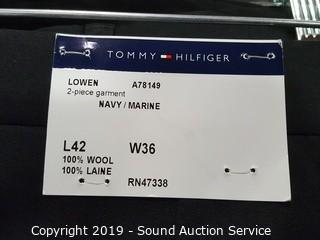 TOMMY HILFIGER
LOWEN A78149
2-piece garment
NAVY / MARINE
L42 W36
100% WOOL
100% LAINE
RN47338
Copyright 2019 - Sound Auction Service